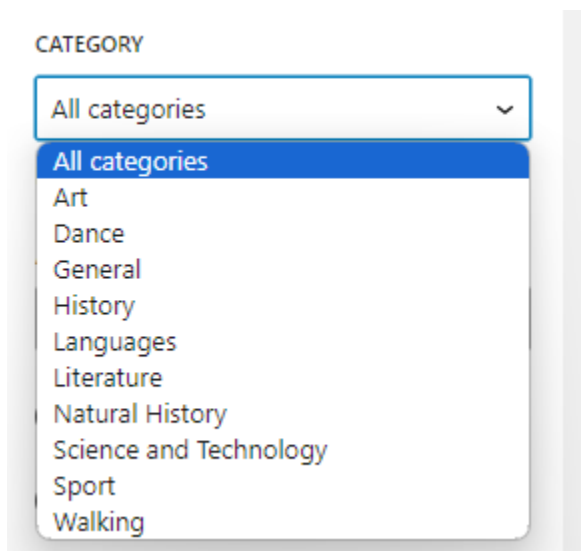 CATEGORY
All categories
All categories
Art
Dance
General
History
Languages
Literature
Natural History
Science and Technology
Sport
Walking